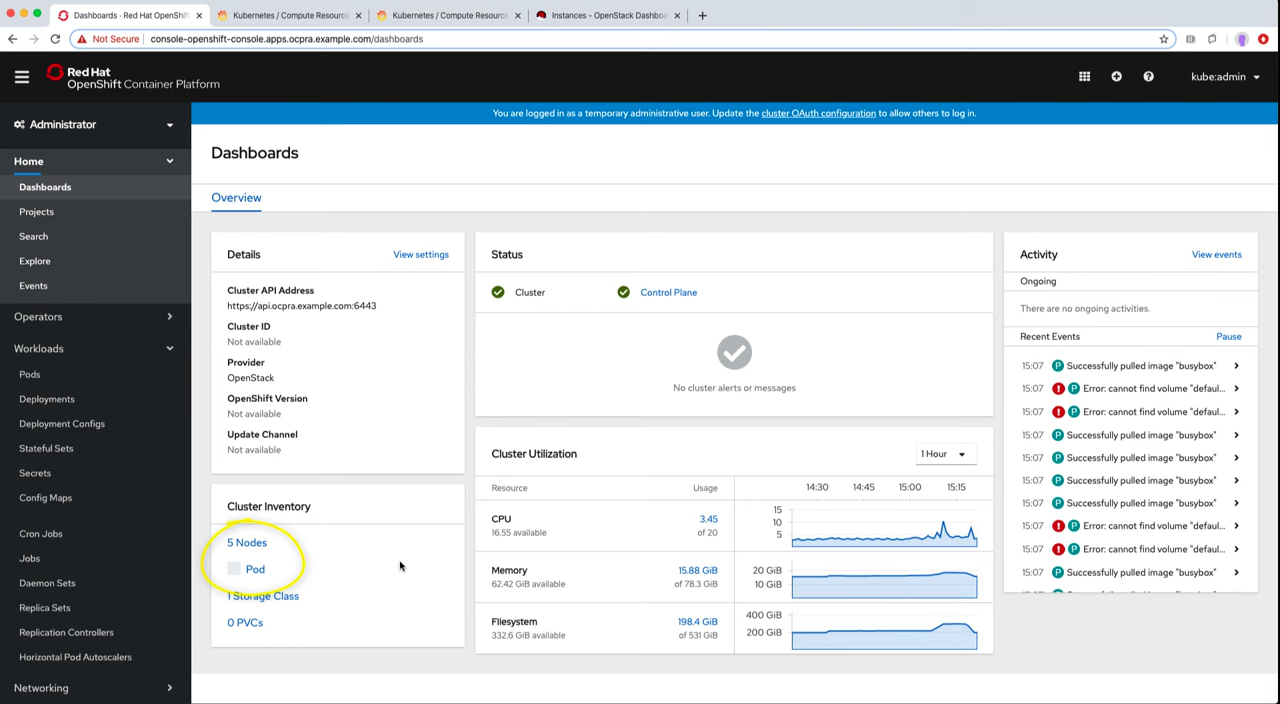 Dashboards · Red Hat OpenShift
Kubernetes / Compute Resource
Kubernetes / Compute Resource
Instances - OpenStack Dashboa
Not Secure
console-openshift-console.apps.ocpra.example.com/dashboards
Red Hat
OpenShift Container Platform
kube:admin
You are logged in as a temporary administrative user. Update the cluster OAuth configuration to allow others to log in.
Administrator
Home
Dashboards
Projects
Search
Explore
Events
Operators
Workloads
Pods
Deployments
Deployment Configs
Stateful Sets
Secrets
Config Maps
Cron Jobs
Jobs
Daemon Sets
Replica Sets
Replication Controllers
Horizontal Pod Autoscalers
Networking
Dashboards
Overview
Details
View settings
Cluster API Address
https://api.ocpra.example.com:6443
Cluster ID
Not available
Provider
OpenStack
OpenShift Version
Not available
Update Channel
Not available
Cluster Inventory
5 Nodes
Pod
1 Storage Class
0 PVCs
Status
Cluster
Control Plane
No cluster alerts or messages
Cluster Utilization
1 Hour
Resource Usage 14:30 14:45 15:00 15:15
CPU 3.45 15
16.55 available of 20 10
5
Memory 15.88 GiB 20 GiB
62.42 GiB available of 78.3 GiB 10 GiB
Filesystem 198.4 GiB 400 GiB
332.6 GiB available of 531 GiB 200 GiB
Activity
View events
Ongoing
There are no ongoing activities.
Recent Events
Pause
15:07 P Successfully pulled image "busybox"
15:07 P Error: cannot find volume "defaul...
15:07 P Error: cannot find volume "defaul...
15:07 P Successfully pulled image "busybox"
15:07 P Successfully pulled image "busybox"
15:07 P Successfully pulled image "busybox"
15:07 P Successfully pulled image "busybox"
15:07 P Error: cannot find volume "defaul...
15:07 P Error: cannot find volume "defaul...
15:07 P Successfully pulled image "busybox"